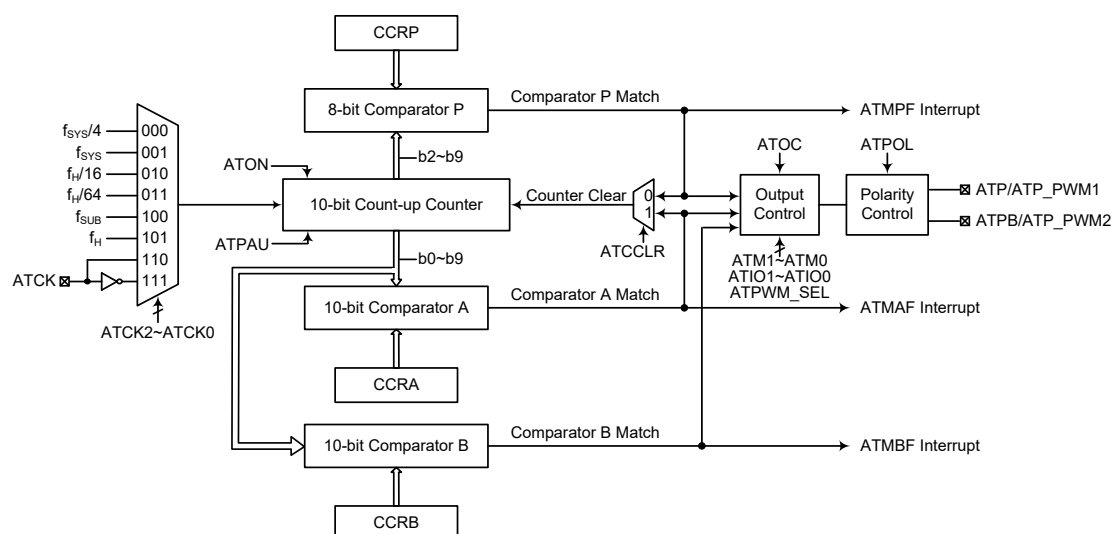 CCRP
8-bit Comparator P
Comparator P Match
ATMPF Interrupt
b2~b9
fSYS/4
000
fSYS
001
fH/16
010
fH/64
011
fSUB
100
fH
101
110
111
ATCK
ATCK2~ATCK0
ATON
10-bit Count-up Counter
ATPAU
Counter Clear
0
1
ATCCLR
ATOC
Output
Control
ATM1~ATM0
ATIO1~ATIO0
ATPWM_SEL
ATPOL
Polarity
Control
ATP/ATP_PWM1
ATPB/ATP_PWM2
b0~b9
10-bit Comparator A
Comparator A Match
ATMAF Interrupt
CCRA
10-bit Comparator B
Comparator B Match
ATMBF Interrupt
CCRB